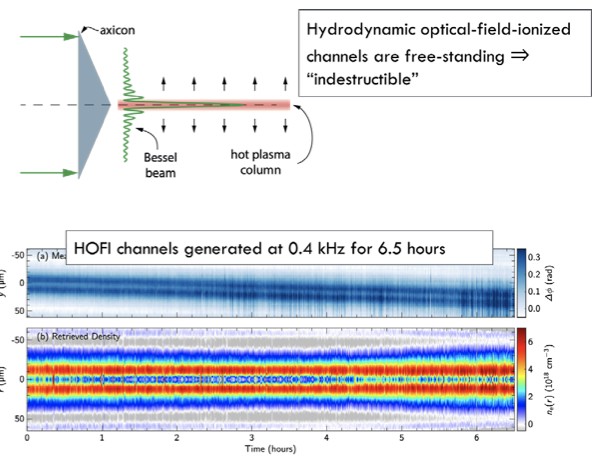 axicon
Hydrodynamic optical-field-ionized
channels are free-standing ⇒
“indestructible”
Bessel
beam
hot plasma
column
HOFI channels generated at 0.4 kHz for 6.5 hours
(a) Mea
-50
0
50
y (μm)
0.3
0.2
0.1
0.0
Δϕ (rad)
(b) Retrieved Density
-50
0
50
r (μm)
6
4
2
0
nₑ(r) (10¹⁸ cm⁻³)
0 1 2 3 4 5 6
Time (hours)